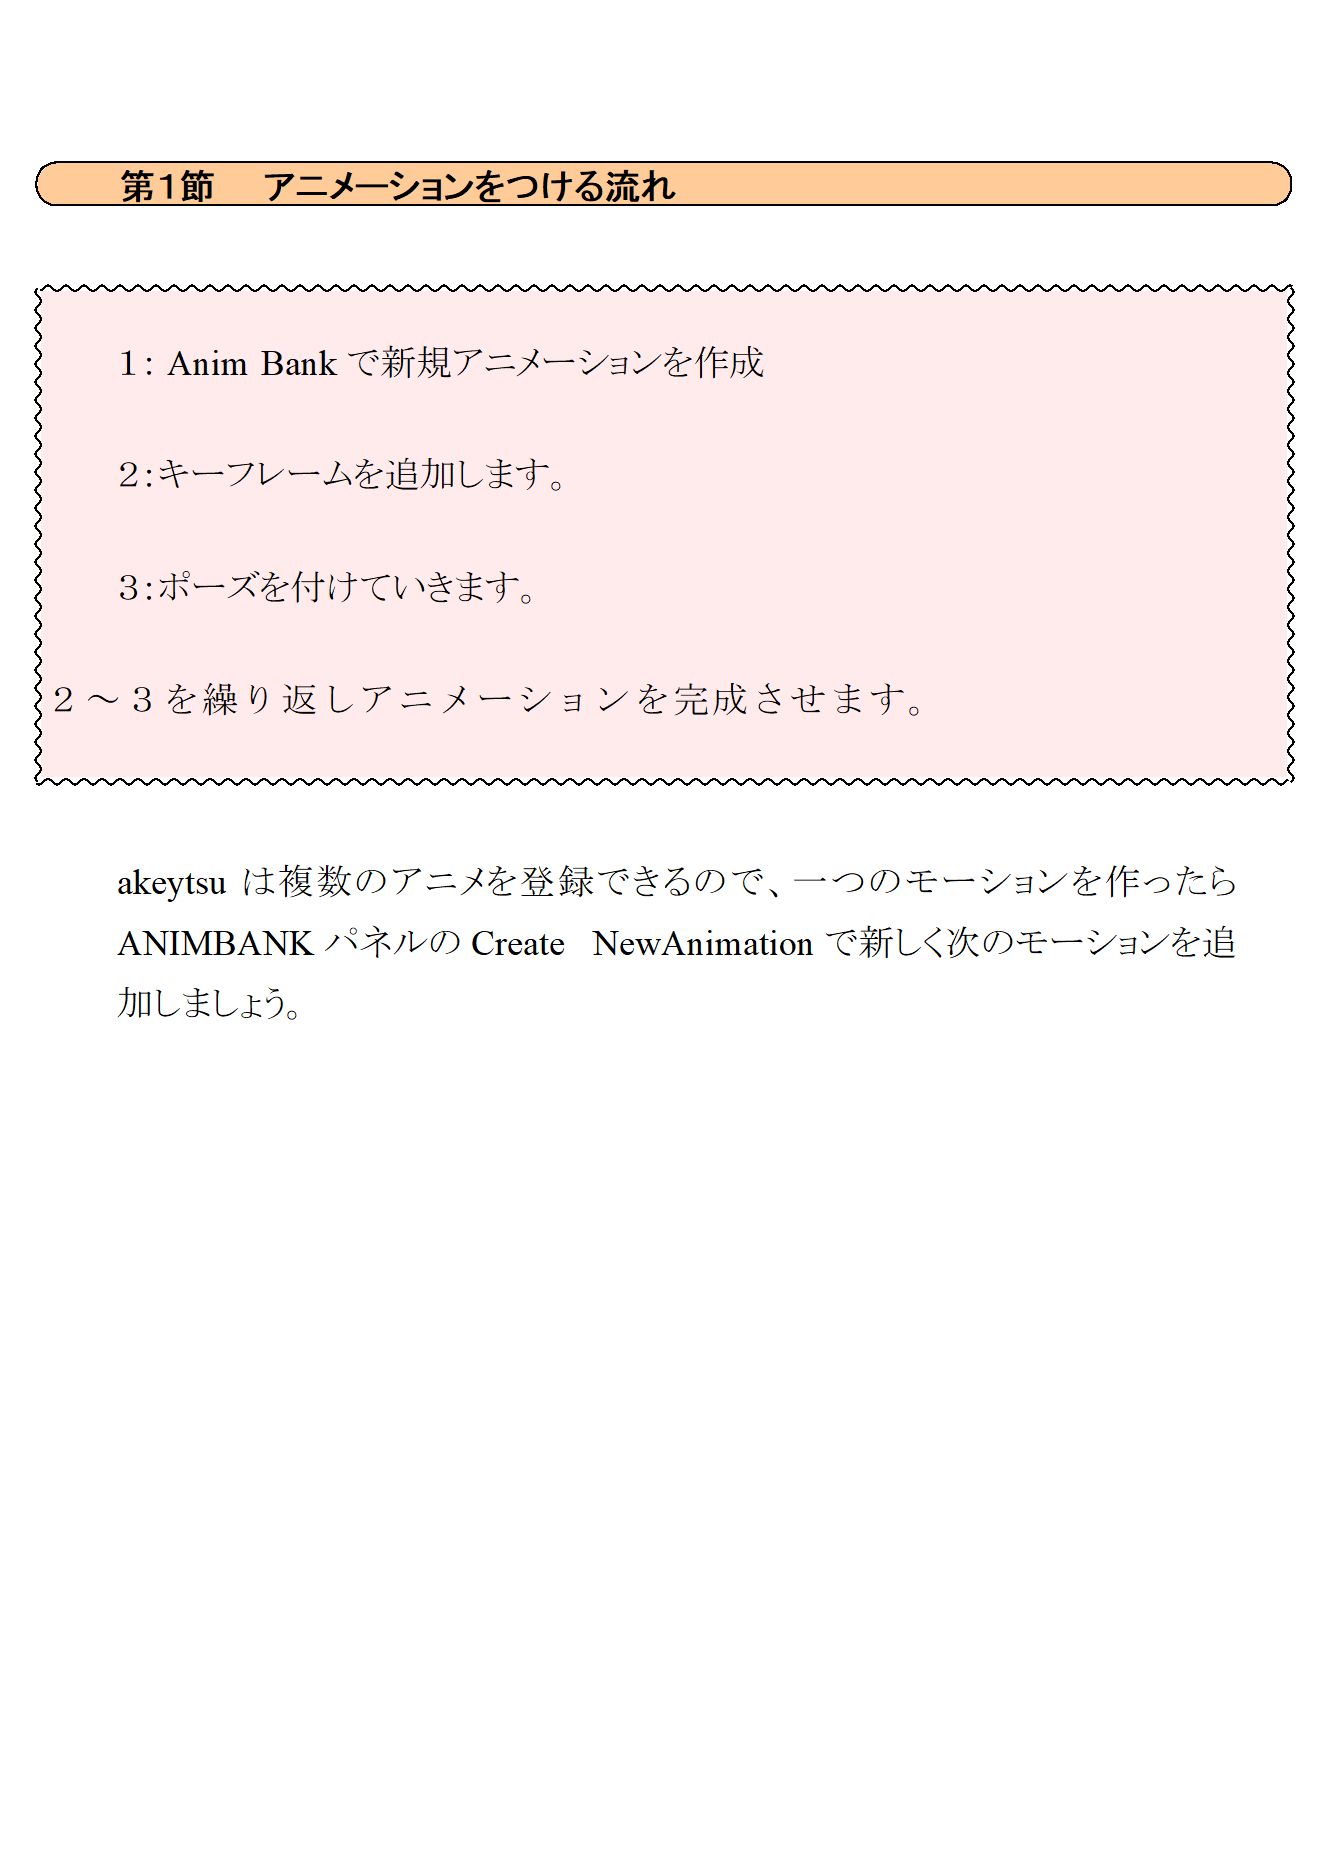 第１節　アニメーションをつける流れ
１： Anim Bank で新規アニメーションを作成
２：キーフレームを追加します。
３：ポーズを付けていきます。
２～３を繰り返しアニメーションを完成させます。
akeytsu は複数のアニメを登録できるので、一つのモーションを作ったら
ANIMBANK パネルの Create　NewAnimation で新しく次のモーションを追
加しましょう。